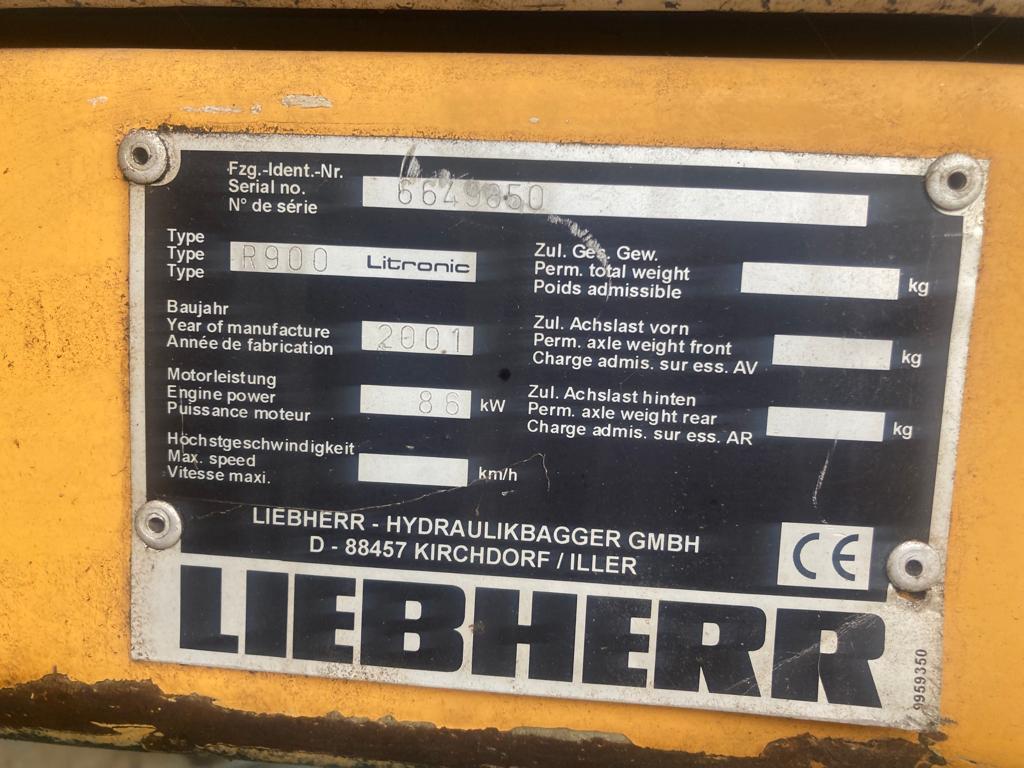 Fzg.-Ident.-Nr.
Serial no.
N° de série
Type
Type R900 Litronic
Type
Baujahr
Year of manufacture 2001
Année de fabrication
Motorleistung
Engine power 86 kW
Puissance moteur
Höchstgeschwindigkeit
Max. speed km/h
Vitesse maxi.
Zul. Ges. Gew.
Perm. total weight kg
Poids admissible
Zul. Achslast vorn
Perm. axle weight front kg
Charge admis. sur ess. AV
Zul. Achslast hinten
Perm. axle weight rear kg
Charge admis. sur ess. AR
LIEBHERR - HYDRAULIKBAGGER GMBH
D - 88457 KIRCHDORF / ILLER
CE
LIEBHERR
9959350